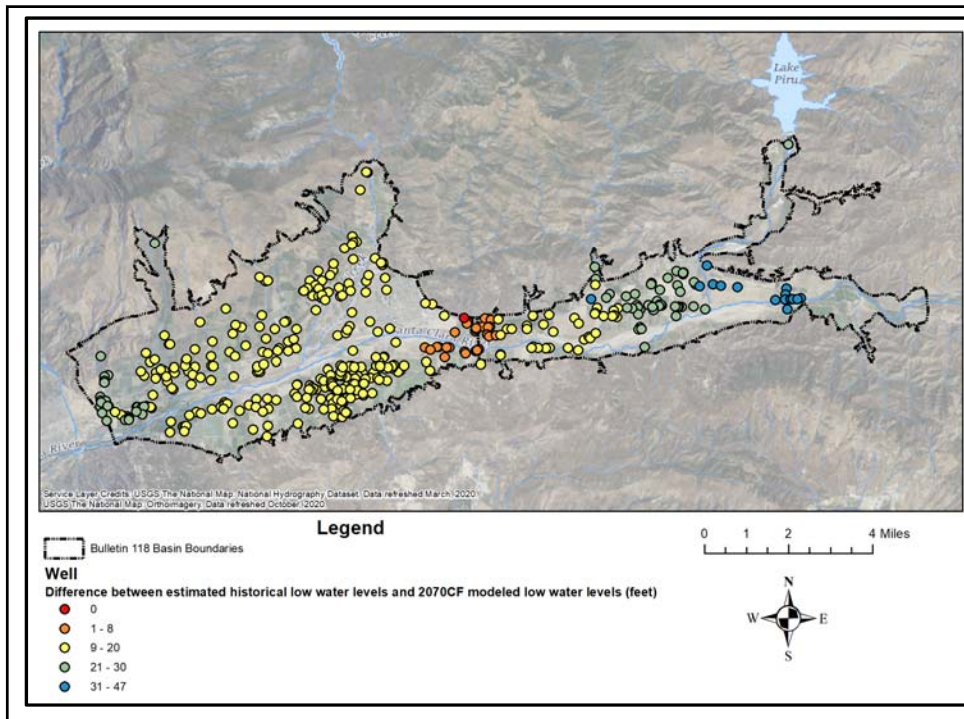 Lake
Piru
River
Service Layer Credits: USGS The National Map: National Hydrography Dataset. Data refreshed March, 2020.
USGS The National Map: Orthoimagery. Data refreshed October, 2020.
Legend
Bulletin 118 Basin Boundaries
Well
Difference between estimated historical low water levels and 2070CF modeled low water levels (feet)
0
1 - 8
9 - 20
21 - 30
31 - 47
0 1 2 4 Miles
N
W E
S